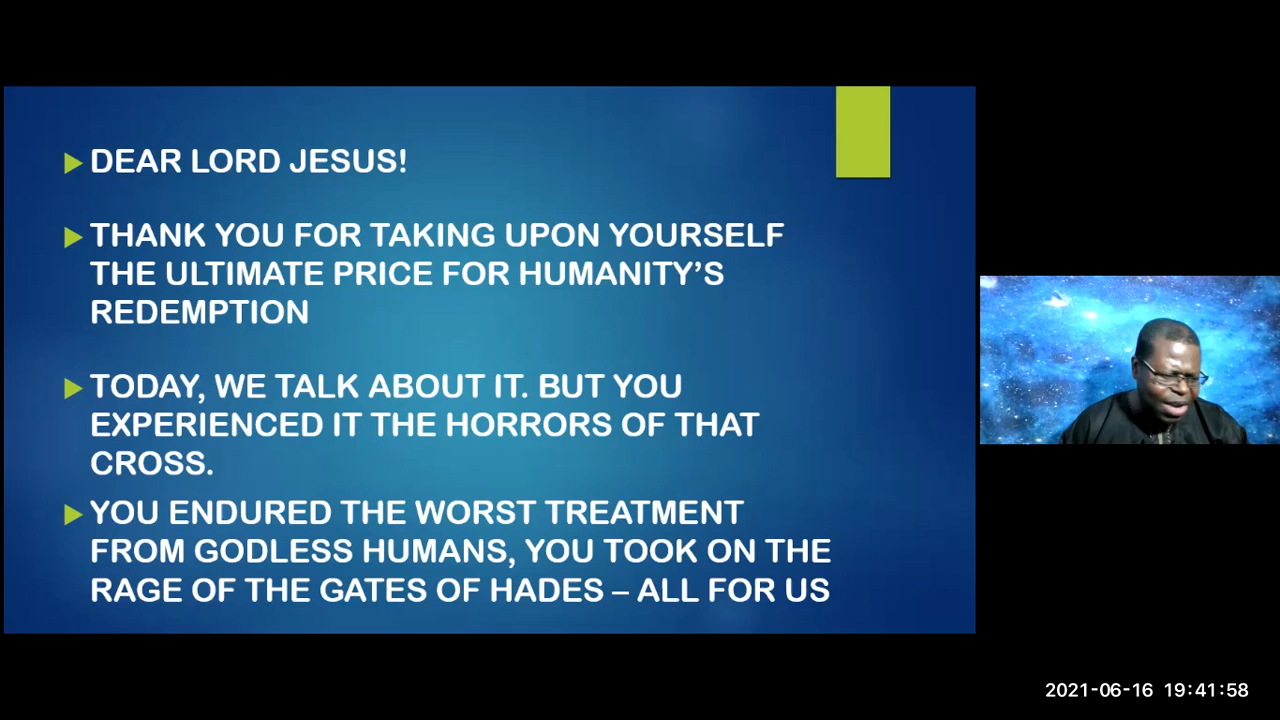 DEAR LORD JESUS!
THANK YOU FOR TAKING UPON YOURSELF
THE ULTIMATE PRICE FOR HUMANITY’S
REDEMPTION
TODAY, WE TALK ABOUT IT. BUT YOU
EXPERIENCED IT THE HORRORS OF THAT
CROSS.
YOU ENDURED THE WORST TREATMENT
FROM GODLESS HUMANS, YOU TOOK ON THE
RAGE OF THE GATES OF HADES – ALL FOR US
2021-06-16 19:41:58